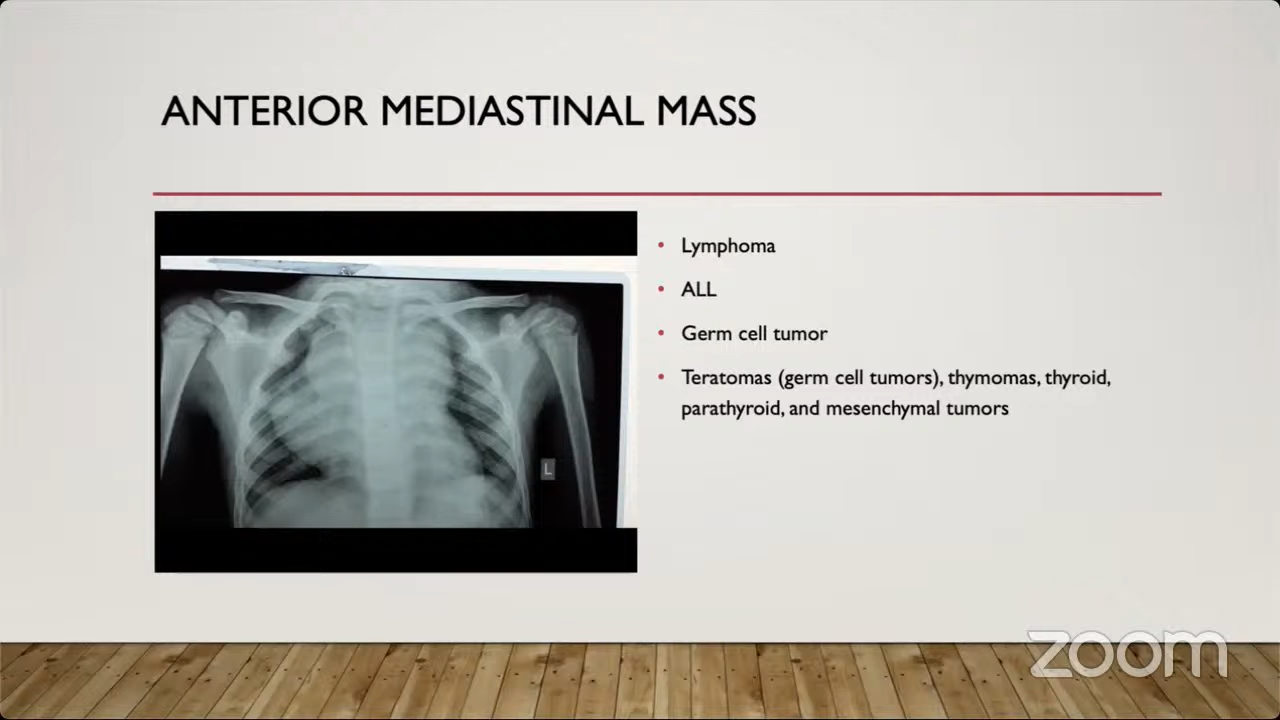 ANTERIOR MEDIASTINAL MASS
• Lymphoma
• ALL
• Germ cell tumor
• Teratomas (germ cell tumors), thymomas, thyroid,
parathyroid, and mesenchymal tumors
L
zoom